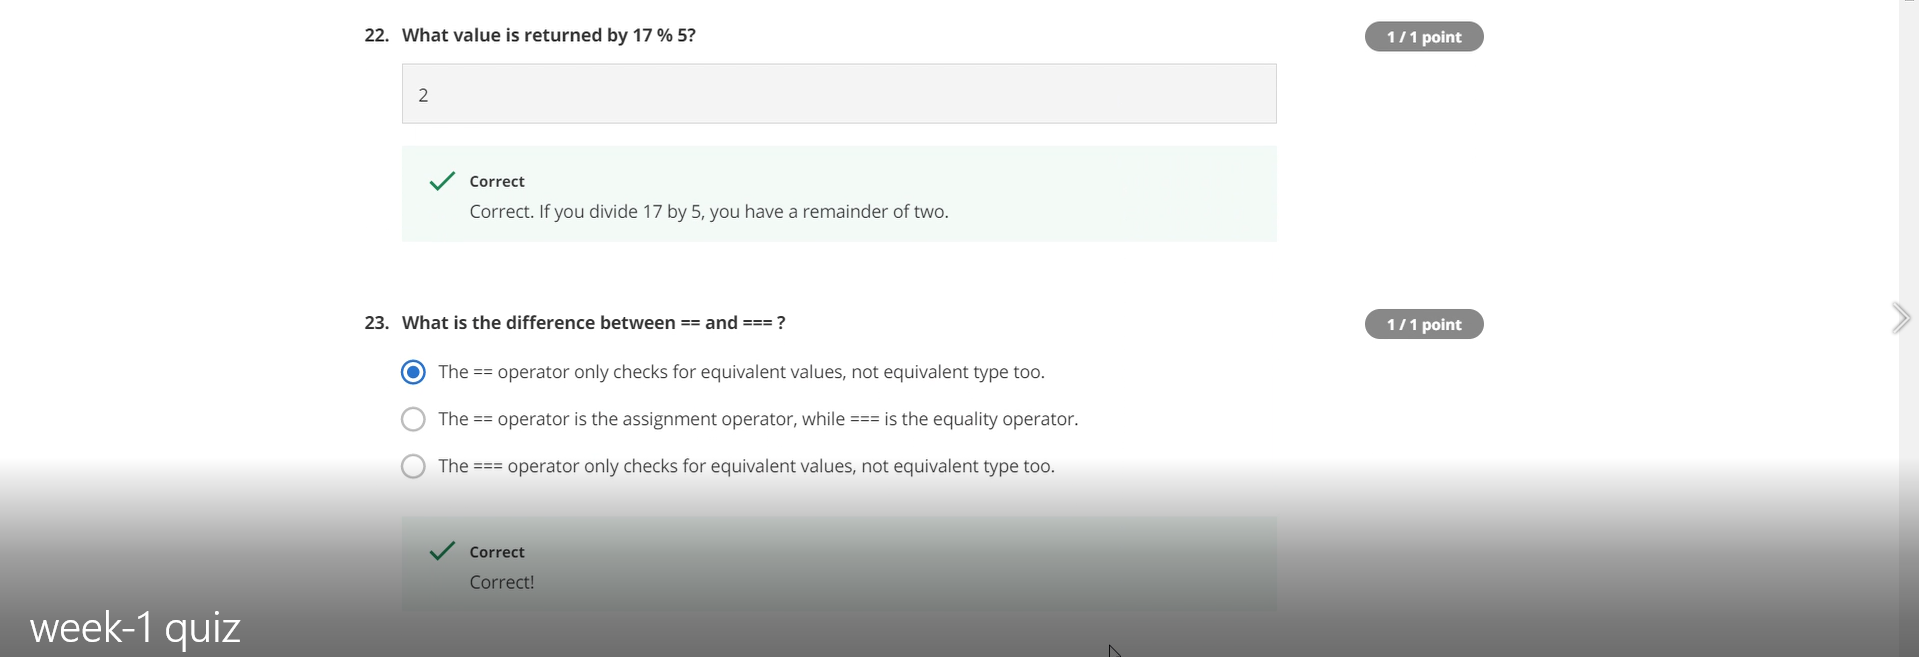 22. What value is returned by 17 % 5?
1 / 1 point
2
Correct
Correct. If you divide 17 by 5, you have a remainder of two.
23. What is the difference between == and === ?
1 / 1 point
The == operator only checks for equivalent values, not equivalent type too.
The == operator is the assignment operator, while === is the equality operator.
The === operator only checks for equivalent values, not equivalent type too.
Correct
Correct!
week-1 quiz